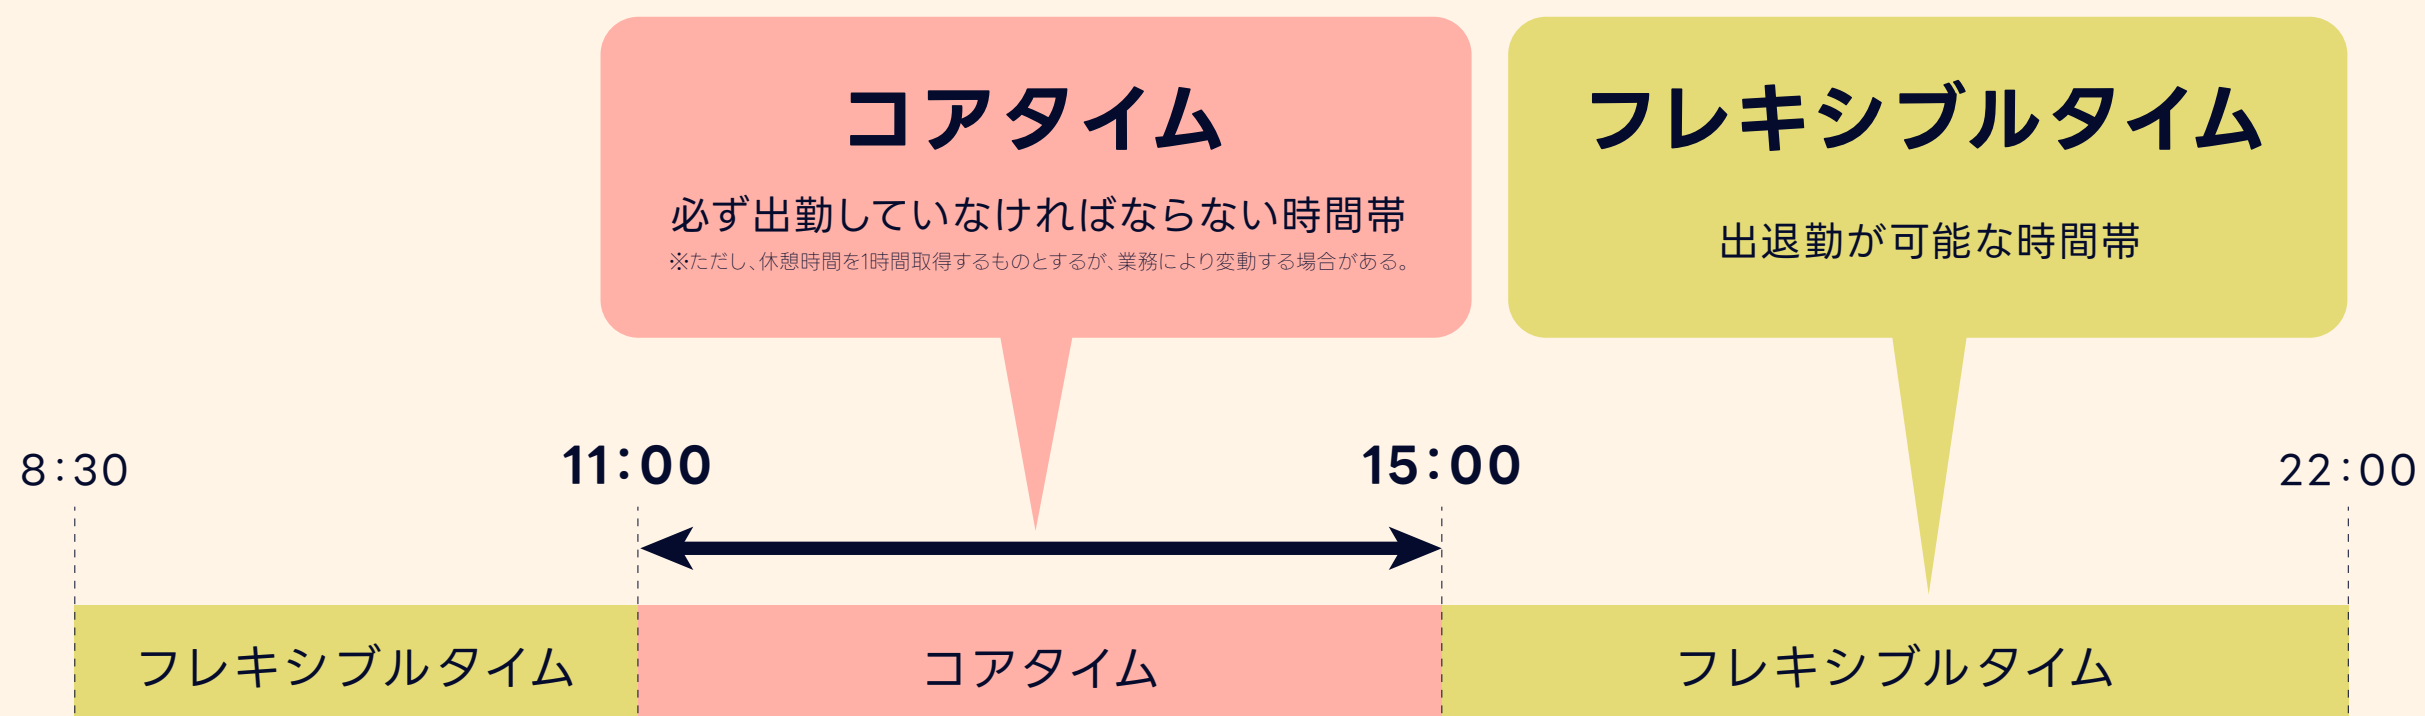 コアタイム
必ず出勤していなければならない時間帯
※ただし、休憩時間を1時間取得するものとするが、業務により変動する場合がある。
フレキシブルタイム
出退勤が可能な時間帯
8:30
11:00
15:00
22:00
フレキシブルタイム
コアタイム
フレキシブルタイム